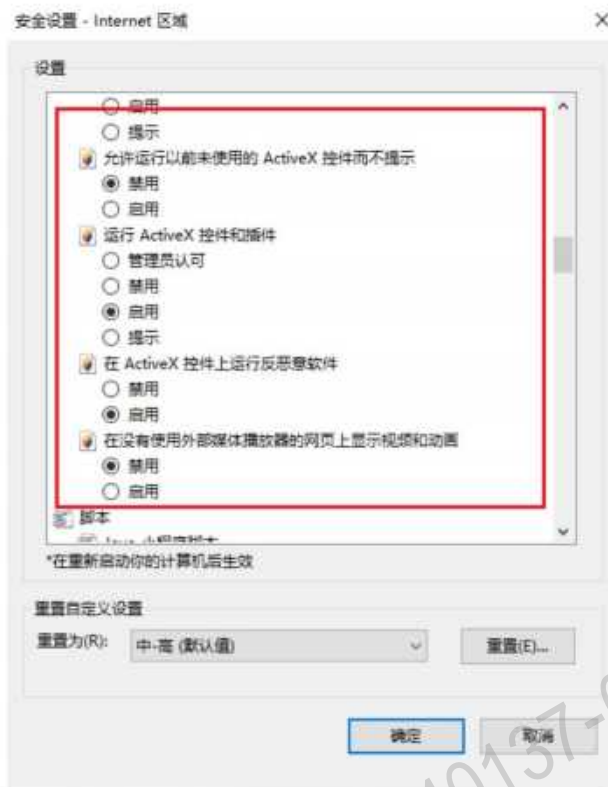 安全设置 - Internet 区域
设置
启用
提示
允许运行以前未使用的 ActiveX 控件而不提示
禁用
启用
运行 ActiveX 控件和插件
管理员认可
禁用
启用
提示
在 ActiveX 控件上运行反恶意软件
禁用
启用
在没有使用外部媒体播放器的网页上显示视频和动画
禁用
启用
脚本
Java 小程序脚本
*在重新启动你的计算机后生效
重置自定义设置
重置为(R): 中-高 (默认值) 重置(E)...
确定 取消